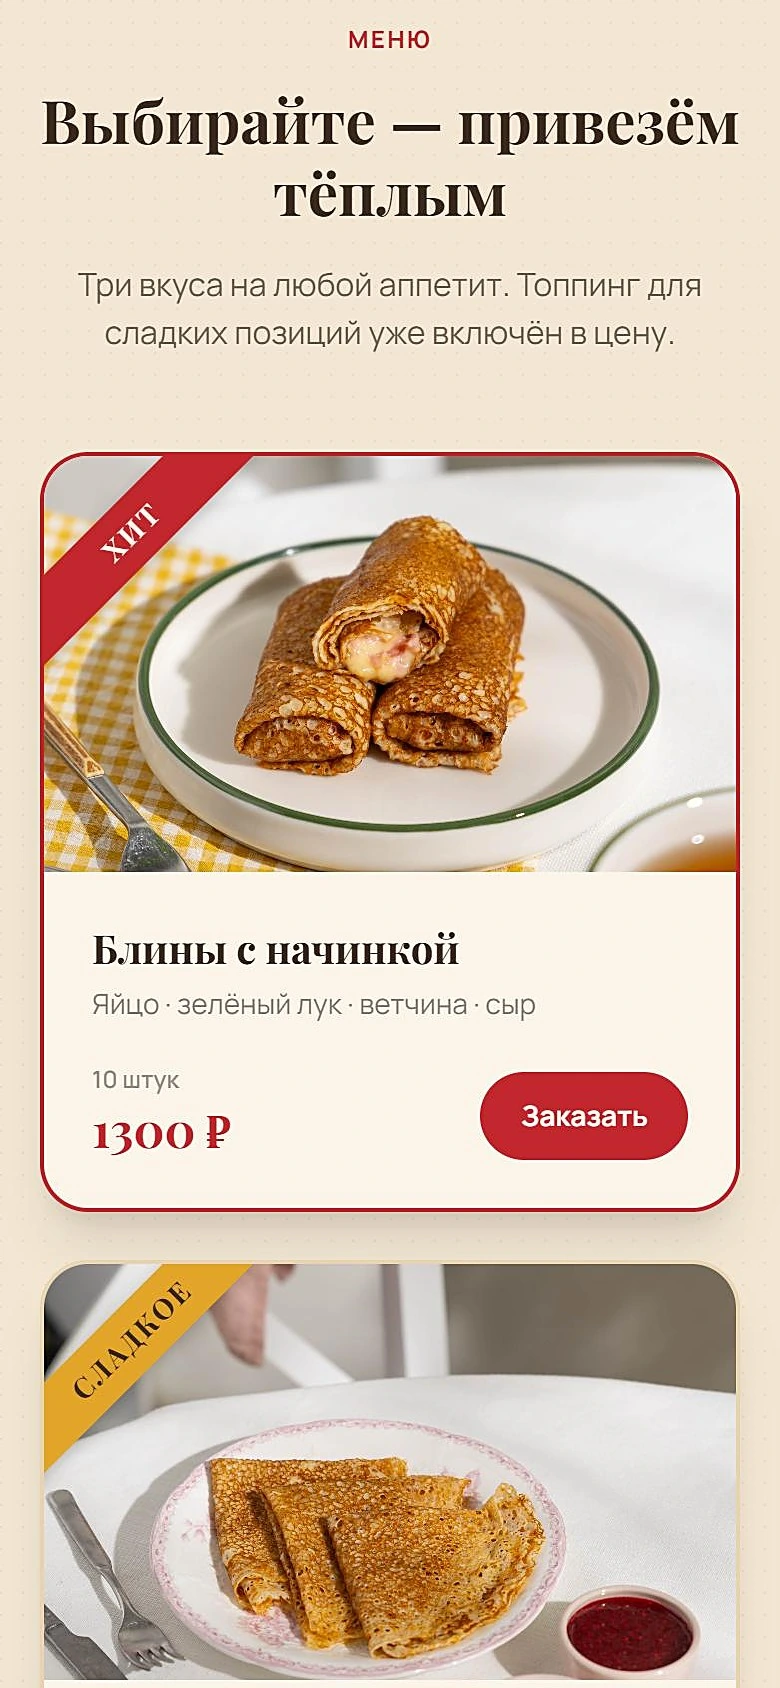 МЕНЮ
Выбирайте — привезём
тёплым
Три вкуса на любой аппетит. Топпинг для
сладких позиций уже включён в цену.
ХИТ
Блины с начинкой
Яйцо · зелёный лук · ветчина · сыр
10 штук
1300 ₽
Заказать
СЛАДКОЕ